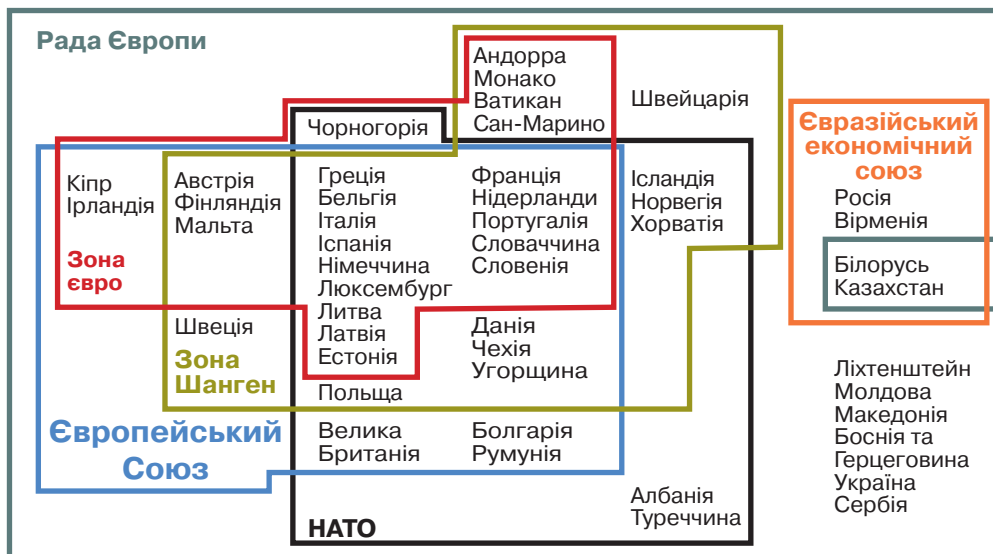 Рада Європи
Андорра
Монако
Ватикан
Сан-Марино
Швейцарія
Чорногорія
Євразійський
економічний
союз
Росія
Вірменія
Білорусь
Казахстан
Кіпр
Ірландія
Зона
євро
Австрія
Фінляндія
Мальта
Швеція
Зона
Шанген
Греція
Бельгія
Італія
Іспанія
Німеччина
Люксембург
Литва
Латвія
Естонія
Польща
Франція
Нідерланди
Португалія
Словаччина
Словенія
Данія
Чехія
Угорщина
Ісландія
Норвегія
Хорватія
Європейський
Союз
Велика
Британія
Болгарія
Румунія
Албанія
Туреччина
НАТО
Ліхтенштейн
Молдова
Македонія
Боснія та
Герцеговина
Україна
Сербія